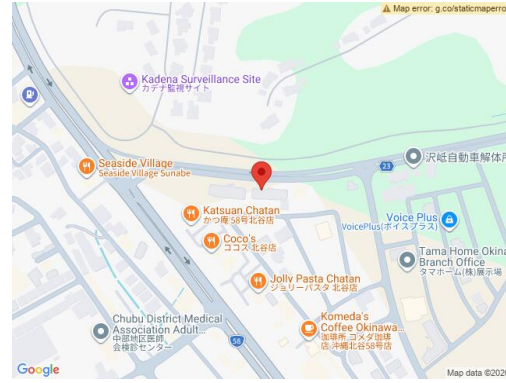 Map error: g.co/staticmaperro
Kadena Surveillance Site
カデナ監視サイト
23
沢岻自動車解体所
Seaside Village
Seaside Village Sunabe
Katsuan Chatan
かつ庵 58号北谷店
Voice Plus
VoicePlus(ボイスプラス)
Coco's
ココス 北谷店
Tama Home Okina
Branch Office
タマホーム(株)展示場
Jolly Pasta Chatan
ジョリーパスタ 北谷店
Chubu District Medical
Association Adult...
中部地区医師
会検診センター
58
Komeda's
Coffee Okinawa...
珈琲所 コメダ珈琲
店 沖縄北谷58号店
Google
Map data ©2026